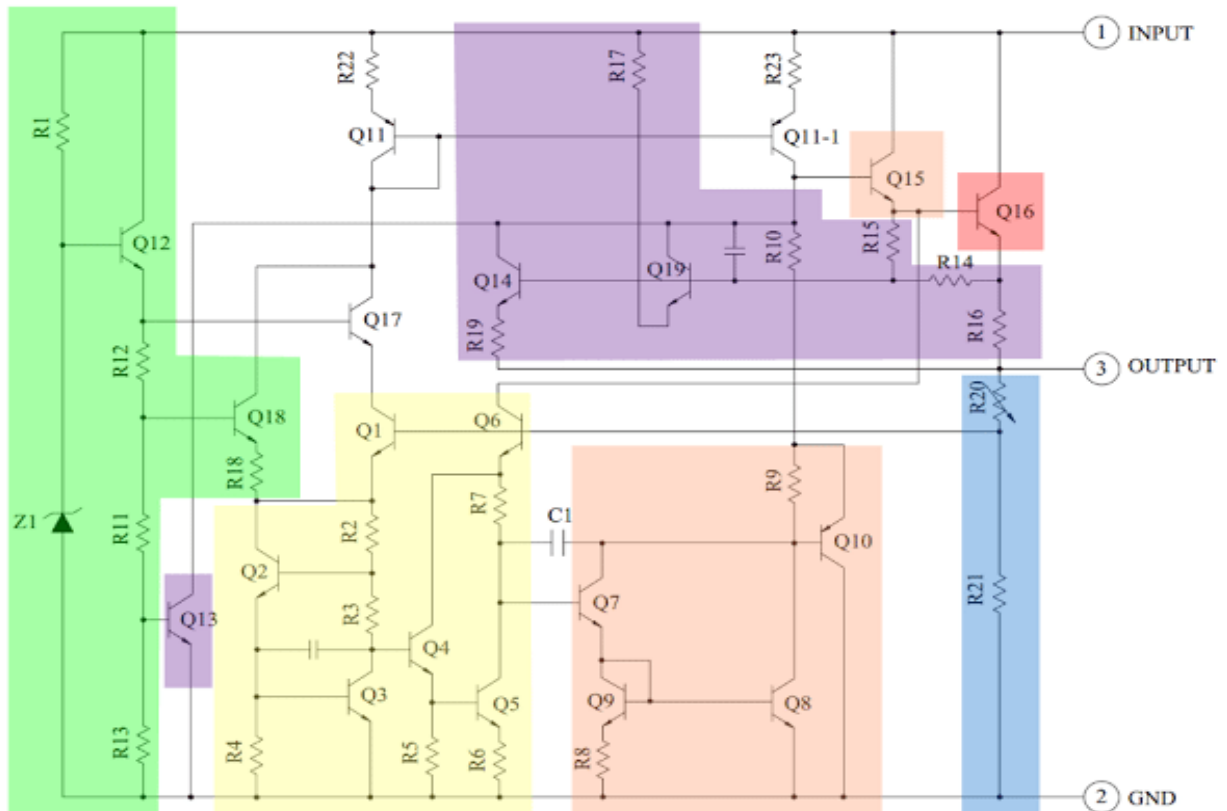 1 INPUT
R22
R17
R23
R1
Q11
Q11-1
Q15
Q16
Q12
R10
R15
R14
Q14
Q19
Q17
R19
R16
R12
3 OUTPUT
R20
Q18
Q1
Q6
R18
R7
R9
Z1
R11
R2
C1
Q10
Q2
R3
Q7
R21
Q13
Q4
Q3
Q5
Q9
Q8
R13
R4
R5
R6
R8
2 GND